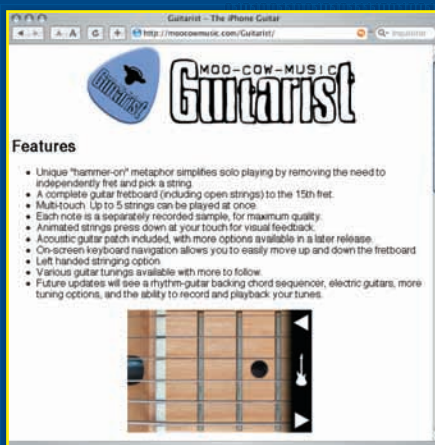 Guitarist – The iPhone Guitar
A A C + http://moocowmusic.com/Guitarist/ Q- Inquisitor
Guitarist
MOO-COW-MUSIC
Guitarist
Features
• Unique "hammer-on" metaphor simplifies solo playing by removing the need to
independently fret and pick a string.
• A complete guitar fretboard (including open strings) to the 15th fret.
• Multi-touch. Up to 5 strings can be played at once.
• Each note is a separately recorded sample, for maximum quality.
• Animated strings press down at your touch for visual feedback.
• Acoustic guitar patch included, with more options available in a later release.
• On-screen keyboard navigation allows you to easily move up and down the fretboard.
• Left handed stringing option.
• Various guitar tunings available with more to follow.
• Future updates will see a rhythm-guitar backing chord sequencer, electric guitars, more
tuning options, and the ability to record and playback your tunes.